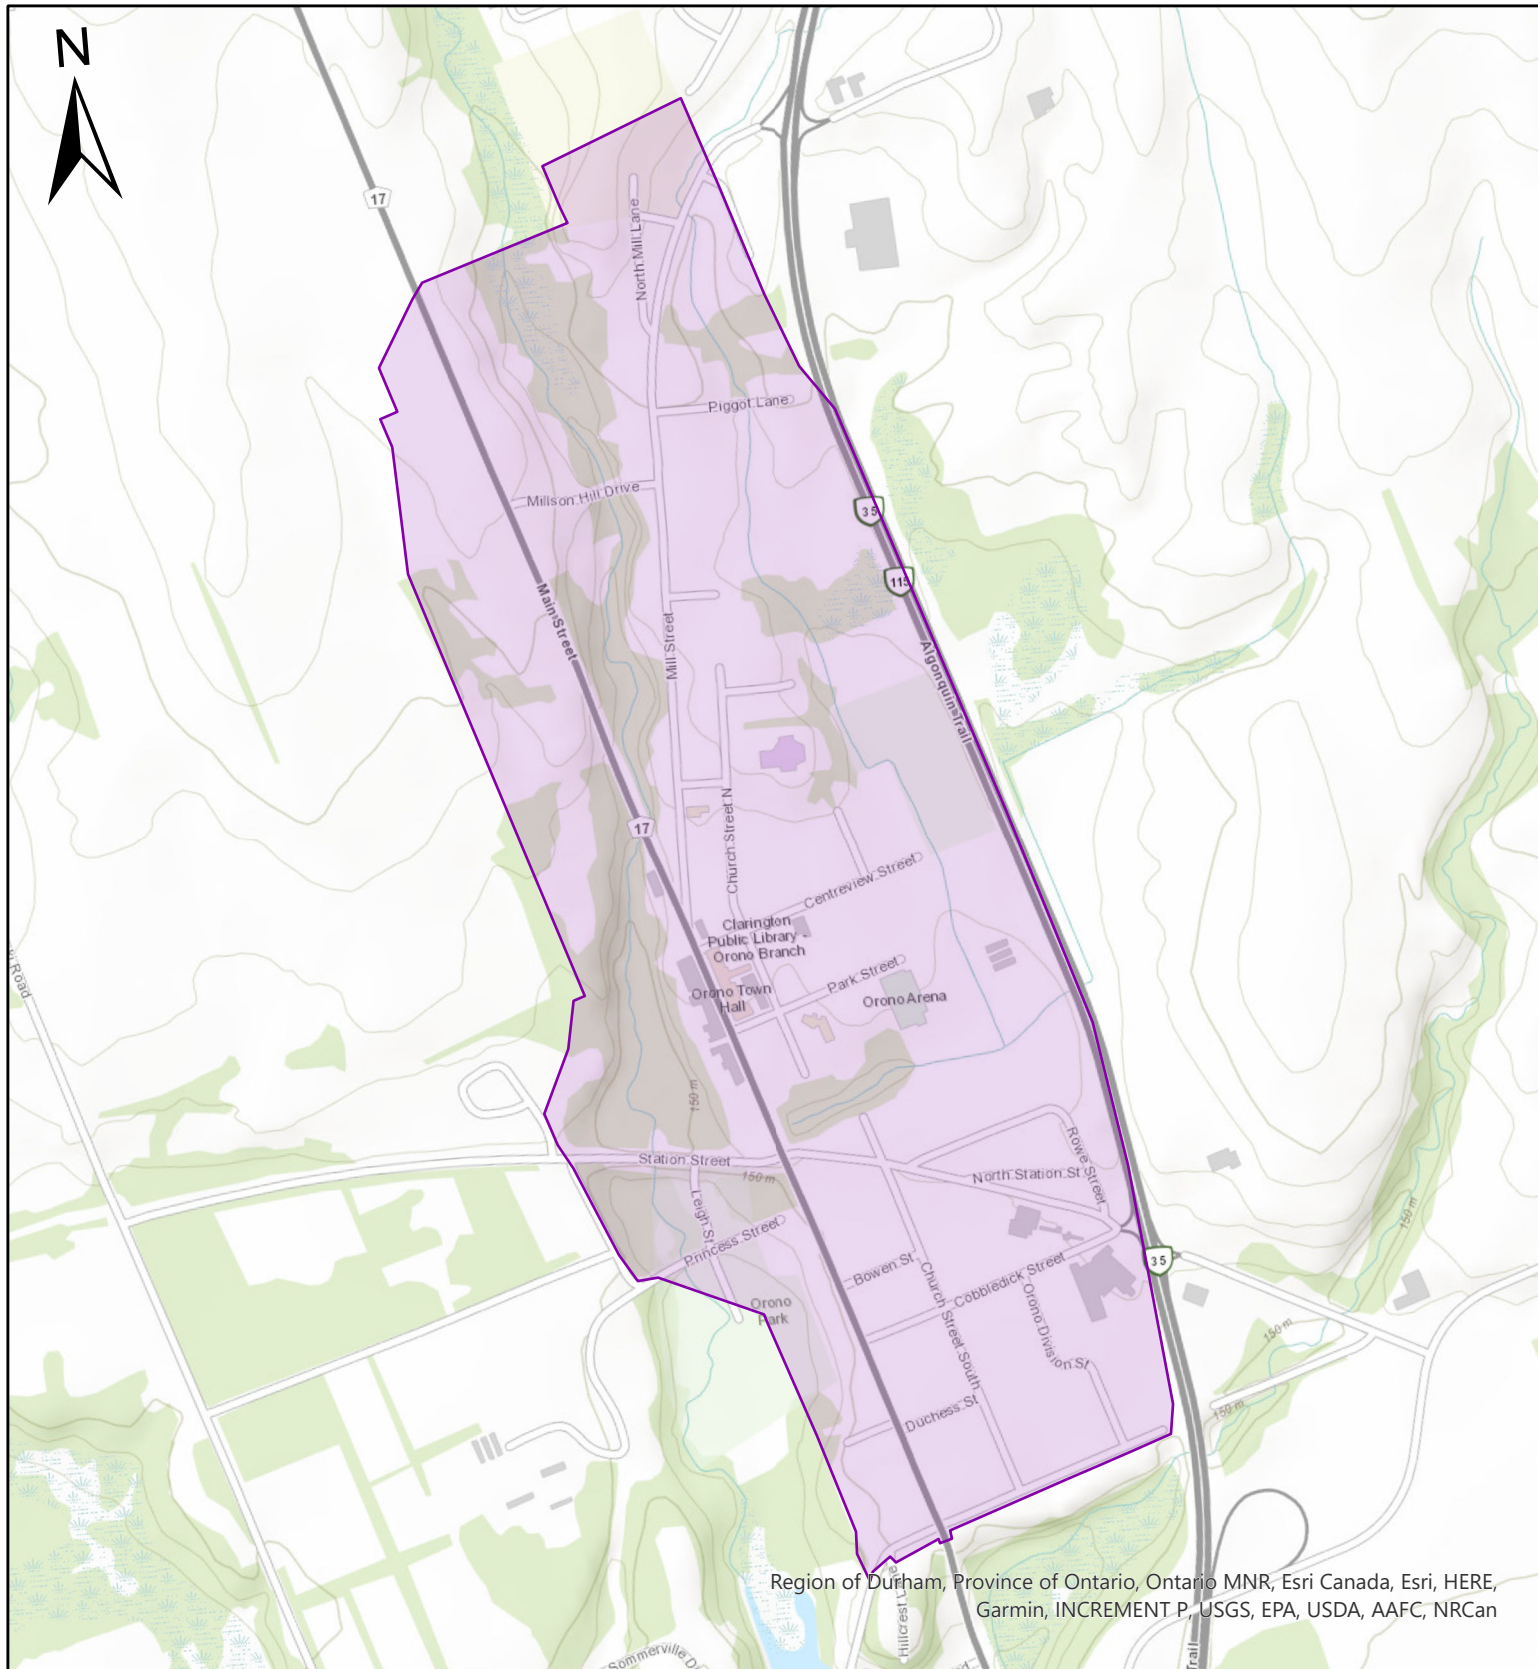 N
17
North Mill Lane
Piggot Lane
Millson Hill Drive
35
115
Main Street
Mill Street
Algonquin Trail
17
Church Street N
Centreview Street
Clarington
Public Library -
Orono Branch
Park Street
Orono Town
Hall
Orono Arena
Road
150 m
Station Street
150 m
Rowe Street
North Station St
Leigh St
Princess Street
150 m
35
Bowen St
Cobbledick Street
Church Street South
Orono Division St
Orono
Park
150 m
Duchess St
150 m
Region of Durham, Province of Ontario, Ontario MNR, Esri Canada, Esri, HERE,
Garmin, INCREMENT P, USGS, EPA, USDA, AAFC, NRCan
Hillcrest
Sommerville
Trail